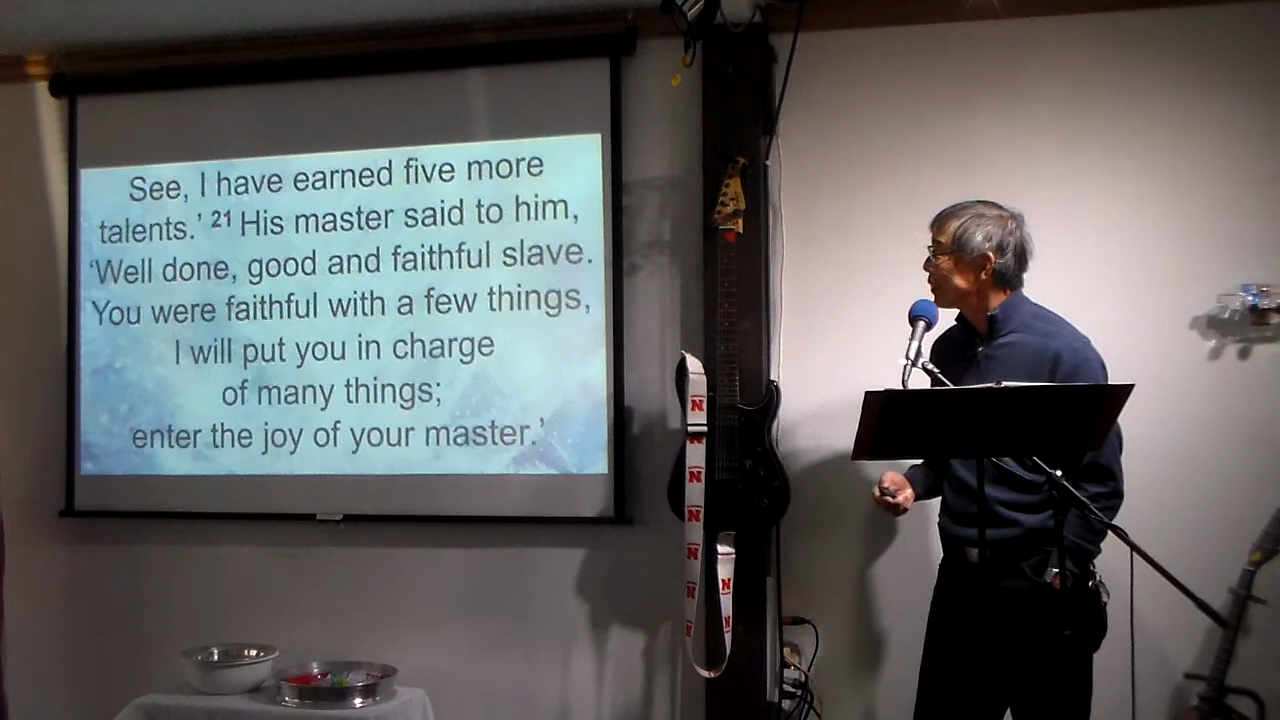 See, I have earned five more
talents.’ 21 His master said to him,
‘Well done, good and faithful slave.
You were faithful with a few things,
I will put you in charge
of many things;
enter the joy of your master.’
N
N
N
N
N
N
N
N
N